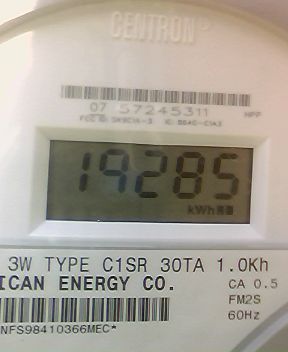 CENTRON®
07 57245311 HPP
19285
kWh
3W TYPE C1SR 30TA 1.0Kh
ICAN ENERGY CO.
CA 0.5
FM2S
60Hz
NFS98410366MEC*